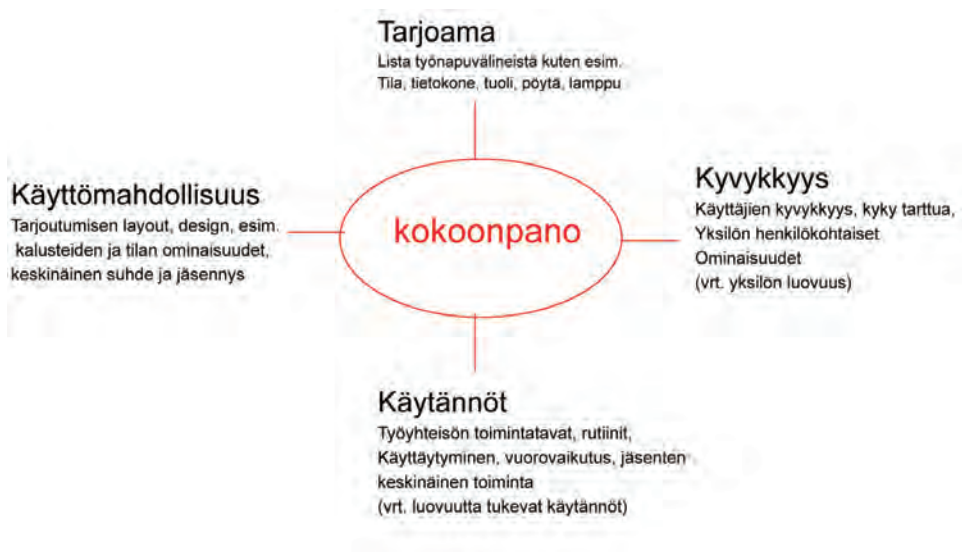 Tarjoama
Lista työnapuvälineistä kuten esim.
Tila, tietokone, tuoli, pöytä, lamppu
Käyttömahdollisuus
Tarjoutumisen layout, design, esim.
kalusteiden ja tilan ominaisuudet,
keskinäinen suhde ja jäsennys
kokoonpano
Kyvykkyys
Käyttäjien kyvykkyys, kyky tarttua,
Yksilön henkilökohtaiset
Ominaisuudet
(vrt. yksilön luovuus)
Käytännöt
Työyhteisön toimintatavat, rutiinit,
Käyttäytyminen, vuorovaikutus, jäsenten
keskinäinen toiminta
(vrt. luovuutta tukevat käytännöt)